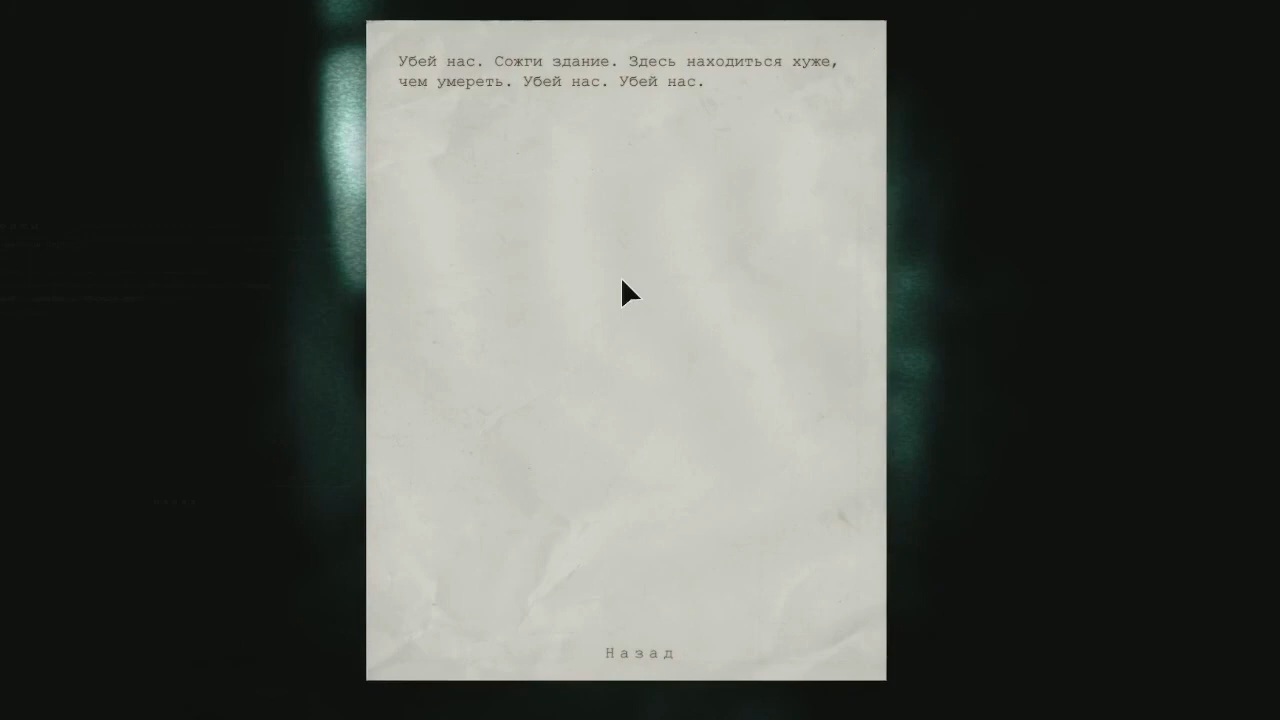 Убей нас. Сожги здание. Здесь находиться хуже,
чем умереть. Убей нас. Убей нас.
Назад